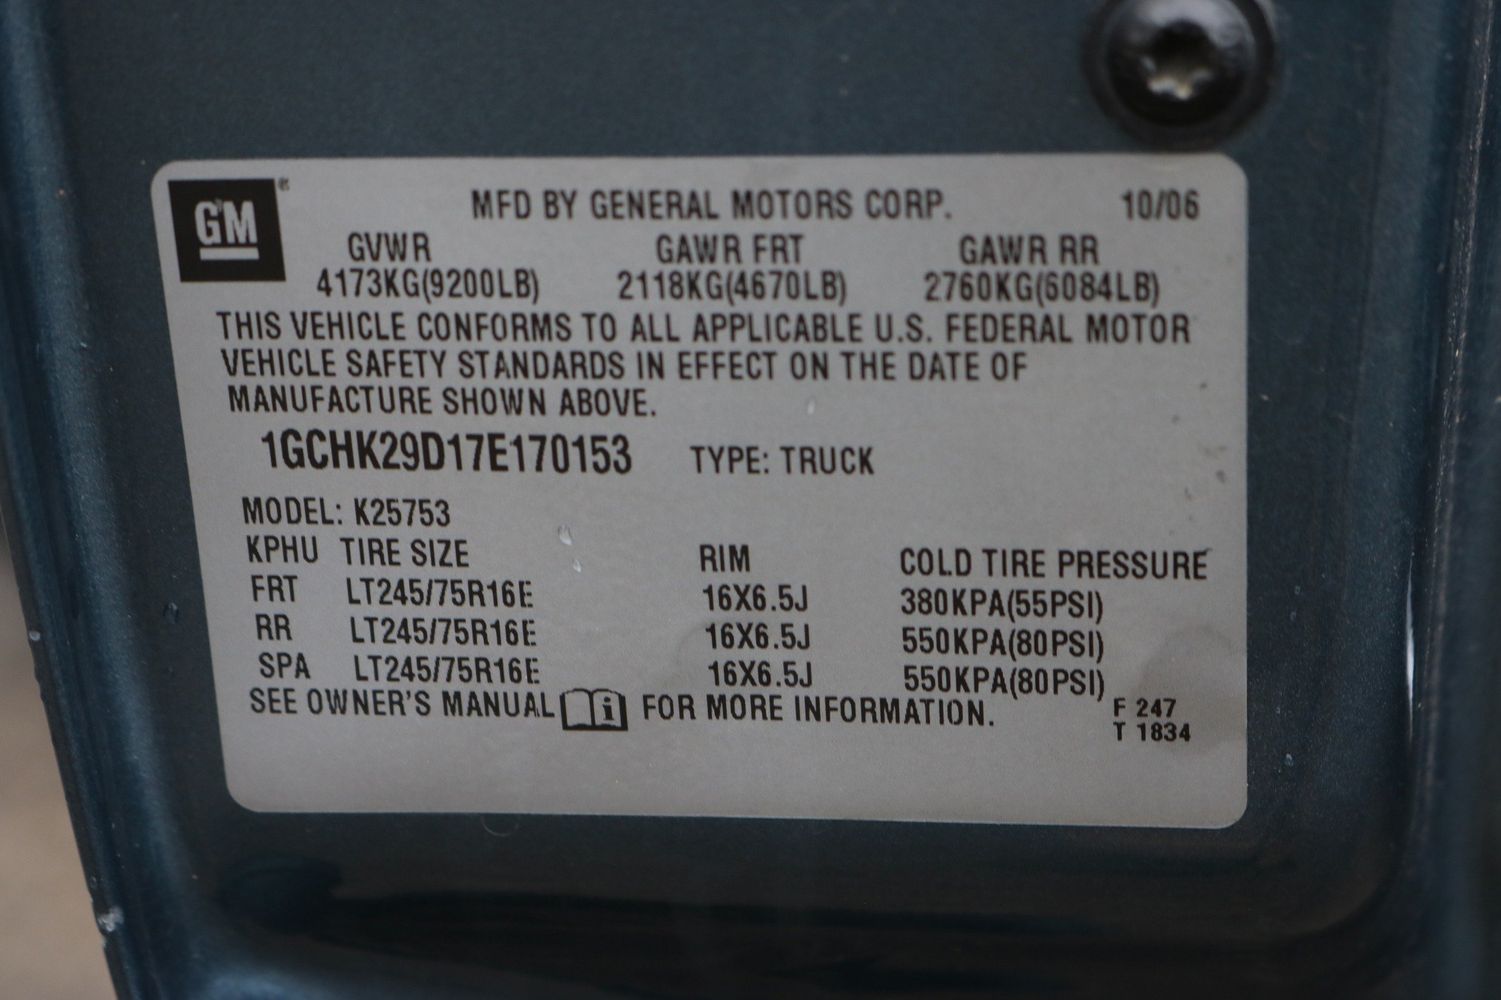 GM®
MFD BY GENERAL MOTORS CORP. 10/06
GVWR GAWR FRT GAWR RR
4173KG(9200LB) 2118KG(4670LB) 2760KG(6084LB)
THIS VEHICLE CONFORMS TO ALL APPLICABLE U.S. FEDERAL MOTOR
VEHICLE SAFETY STANDARDS IN EFFECT ON THE DATE OF
MANUFACTURE SHOWN ABOVE.
1GCHK29D17E170153 TYPE: TRUCK
MODEL: K25753
KPHU TIRE SIZE RIM COLD TIRE PRESSURE
FRT LT245/75R16E 16X6.5J 380KPA(55PSI)
RR LT245/75R16E 16X6.5J 550KPA(80PSI)
SPA LT245/75R16E 16X6.5J 550KPA(80PSI)
SEE OWNER'S MANUAL i FOR MORE INFORMATION.
F 247
T 1834